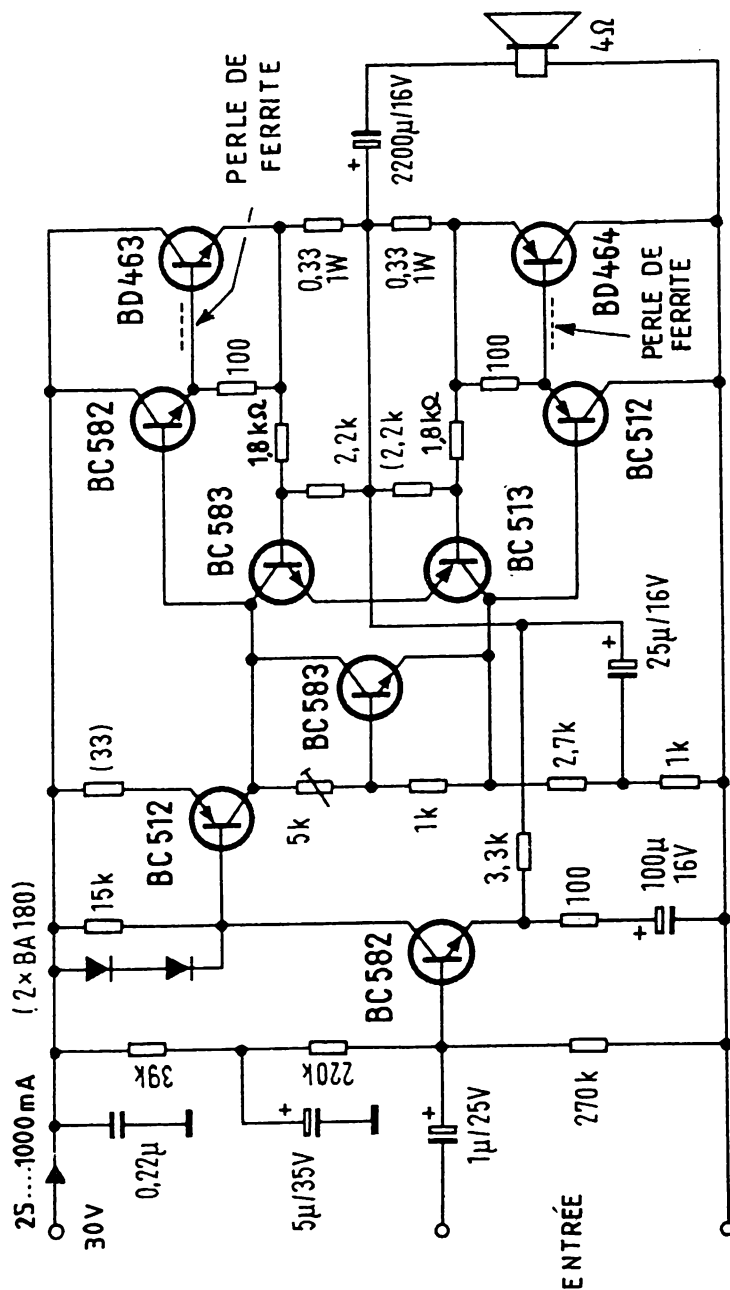 25....1000mA
30V
(2×BA180)
0,22µ
39k
5µ/35V
220k
1µ/25V
270k
ENTRÉE
15k
(33)
BC512
BC582
5k
1k
3,3k
100
100µ
16V
2,7k
1k
25µ/16V
BC583
BC583
BC513
BC582
100
1,8kΩ
2,2k
(2,2k
1,8kΩ
100
BC512
BD463
PERLE DE
FERRITE
0,33
1W
0,33
1W
BD464
PERLE DE
FERRITE
2200µ/16V
4Ω